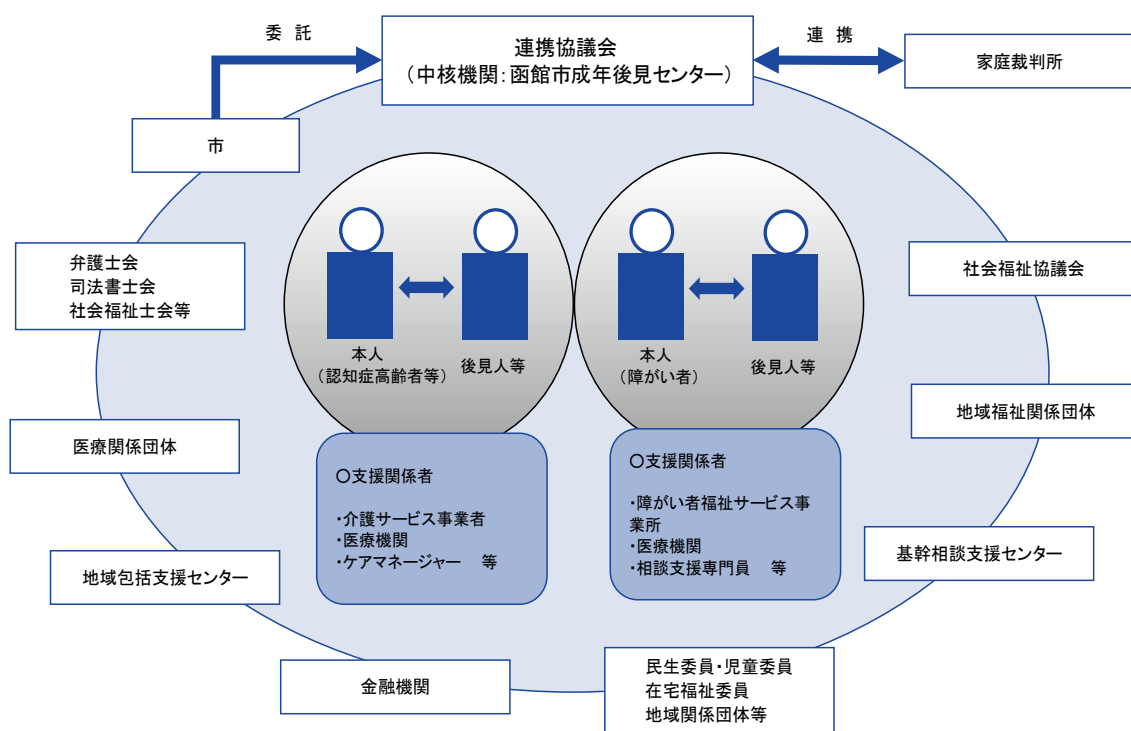 委 託
連携協議会
（中核機関：函館市成年後見センター）
連 携
家庭裁判所
市
弁護士会
司法書士会
社会福祉士会等
社会福祉協議会
本人
（認知症高齢者等）
後見人等
本人
（障がい者）
後見人等
医療関係団体
地域福祉関係団体
○支援関係者
・介護サービス事業者
・医療機関
・ケアマネージャー 等
○支援関係者
・障がい者福祉サービス事
業所
・医療機関
・相談支援専門員 等
地域包括支援センター
基幹相談支援センター
金融機関
民生委員・児童委員
在宅福祉委員
地域関係団体等